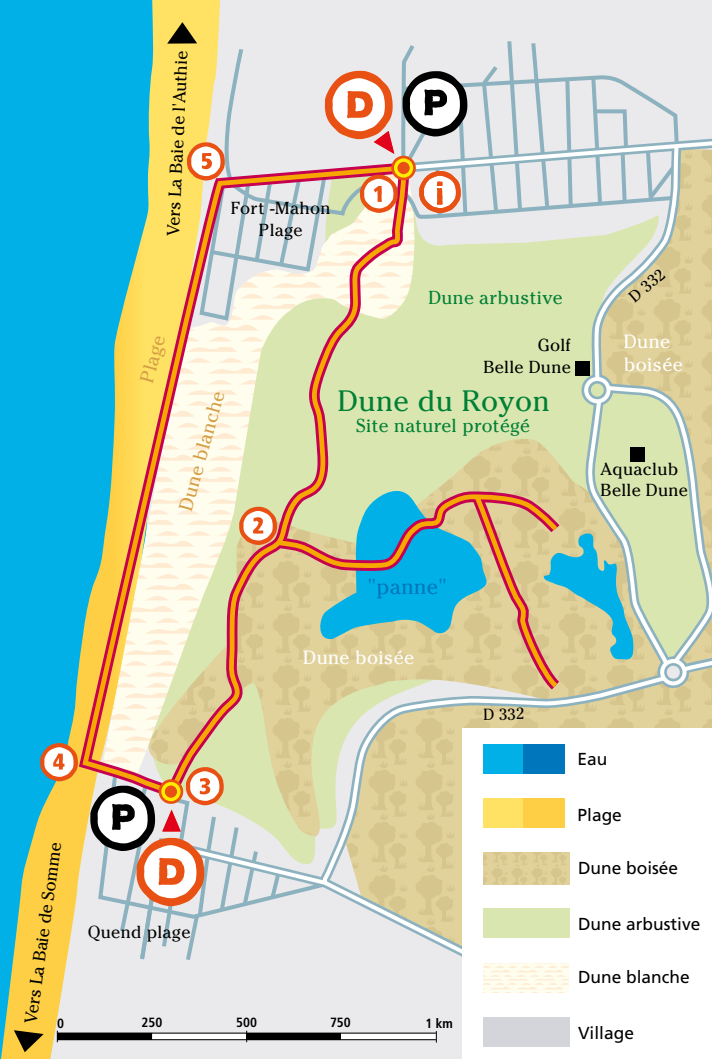 Vers La Baie de l'Authie
D
P
5
1
i
Fort -Mahon
Plage
D 332
Dune arbustive
Golf
Belle Dune
Dune
boisée
Plage
Dune du Royon
Site naturel protégé
Dune blanche
Aquaclub
Belle Dune
2
"panne"
Dune boisée
D 332
4
3
P
D
Vers La Baie de Somme
Quend plage
0 250 500 750 1 km
Eau
Plage
Dune boisée
Dune arbustive
Dune blanche
Village